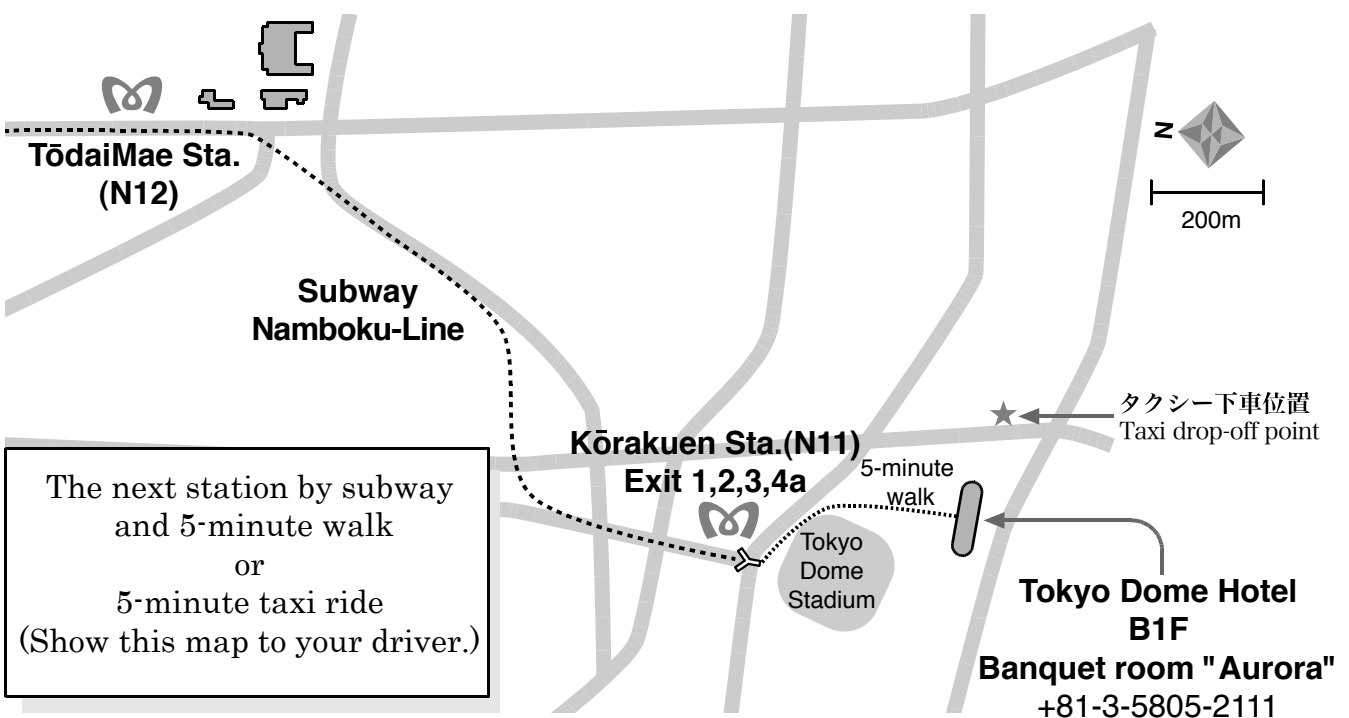 TōdaiMae Sta.
(N12)
N
200m
Subway
Namboku-Line
タクシー下車位置
Taxi drop-off point
Kōrakuen Sta.(N11)
Exit 1,2,3,4a
5-minute
walk
The next station by subway
and 5-minute walk
or
5-minute taxi ride
(Show this map to your driver.)
Tokyo
Dome
Stadium
Tokyo Dome Hotel
B1F
Banquet room "Aurora"
+81-3-5805-2111